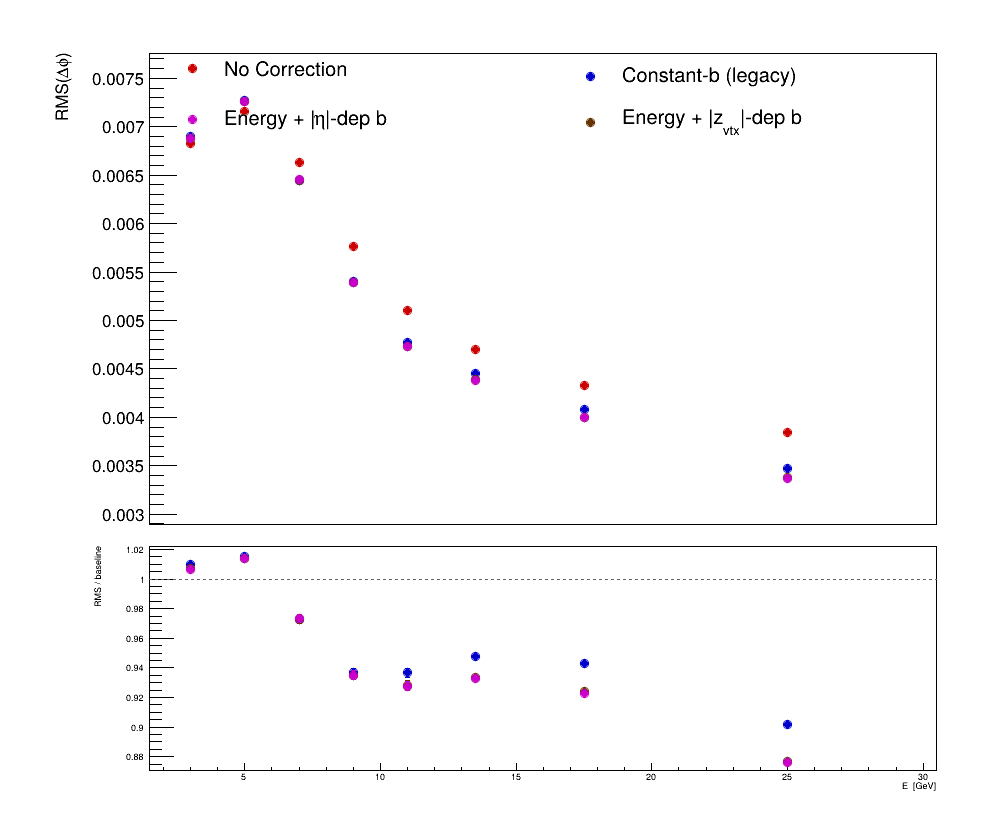 RMS(Δϕ)
No Correction
Constant-b (legacy)
Energy + |η|-dep b
Energy + |z_vtx|-dep b
0.0075
0.007
0.0065
0.006
0.0055
0.005
0.0045
0.004
0.0035
0.003
RMS / baseline
1.02
1
0.98
0.96
0.94
0.92
0.9
0.88
5 10 15 20 25 30
E [GeV]